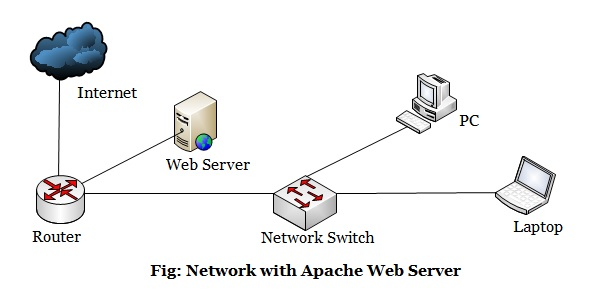 Internet
Web Server
PC
Router
Network Switch
Laptop
Fig: Network with Apache Web Server